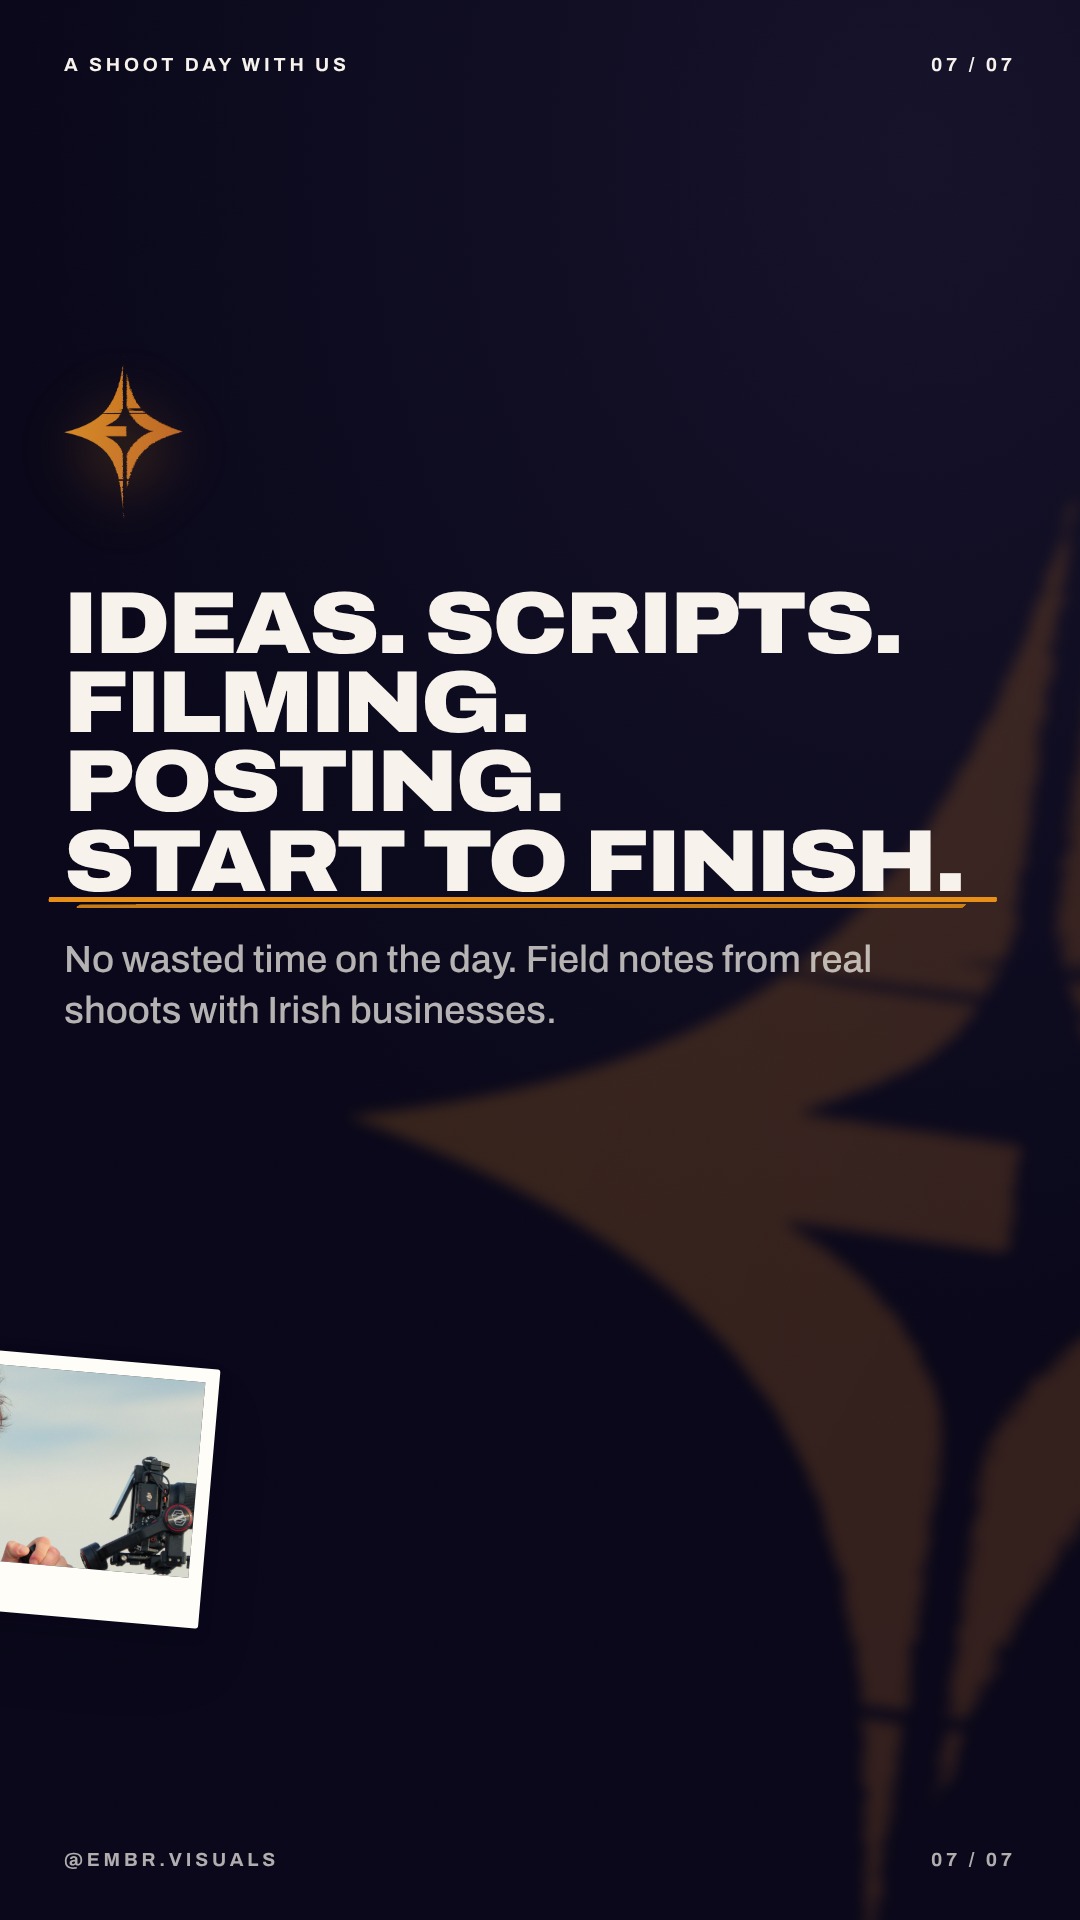 A SHOOT DAY WITH US
07 / 07
IDEAS. SCRIPTS.
FILMING.
POSTING.
START TO FINISH.
No wasted time on the day. Field notes from real
shoots with Irish businesses.
@EMBR.VISUALS
07 / 07